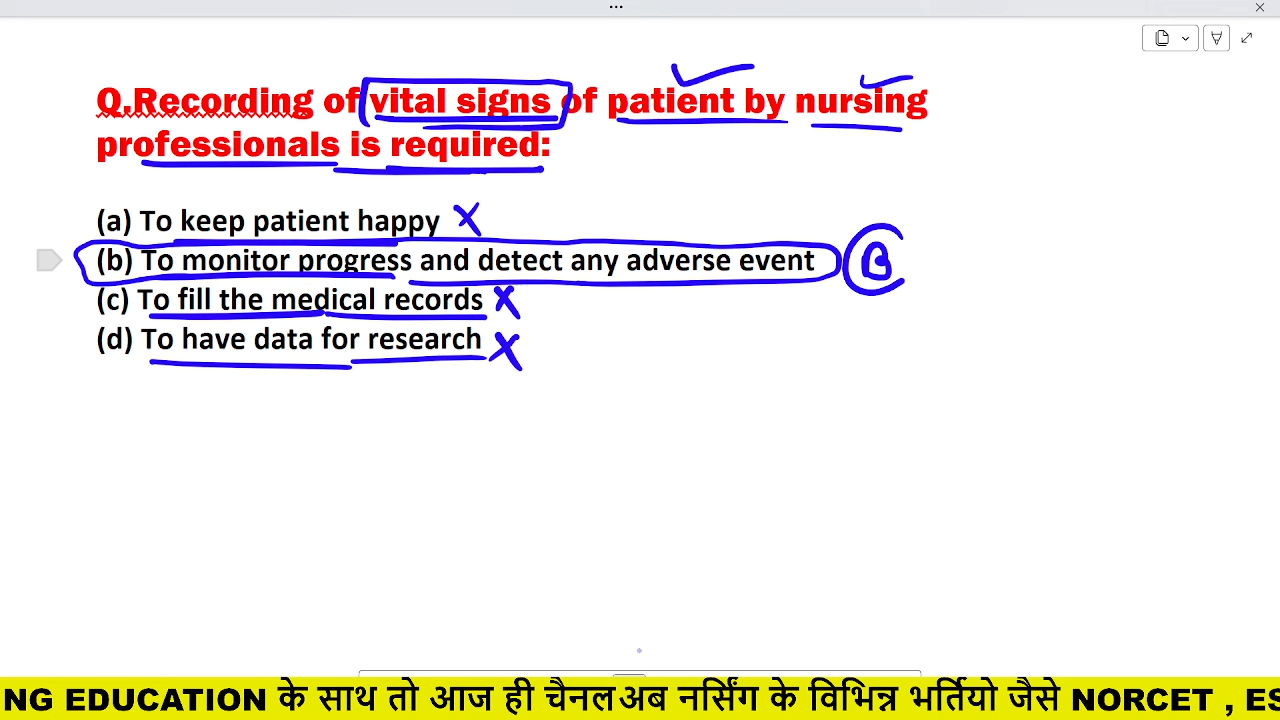 Q.Recording of vital signs of patient by nursing
professionals is required:
(a) To keep patient happy
(b) To monitor progress and detect any adverse event
B
(c) To fill the medical records
(d) To have data for research
NG EDUCATION के साथ तो आज ही चैनलअब नर्सिंग के विभिन्न भर्तियो जैसे NORCET , ES